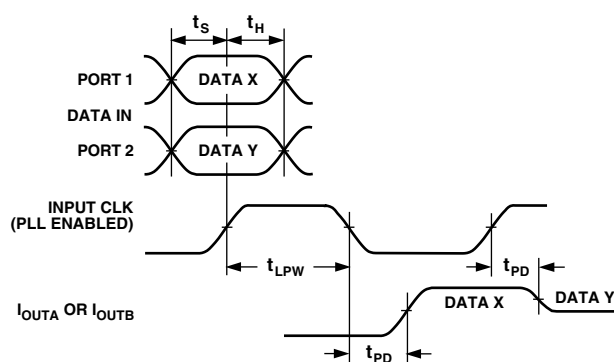 tS tH
PORT 1 DATA X
DATA IN
PORT 2 DATA Y
INPUT CLK
(PLL ENABLED)
tPD
tLPW
DATA X DATA Y
IOUTA OR IOUTB
tPD